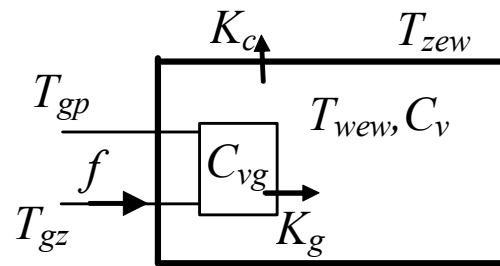 K_c T_zew
T_gp
T_wew, C_v
C_vg
f
K_g
T_gz